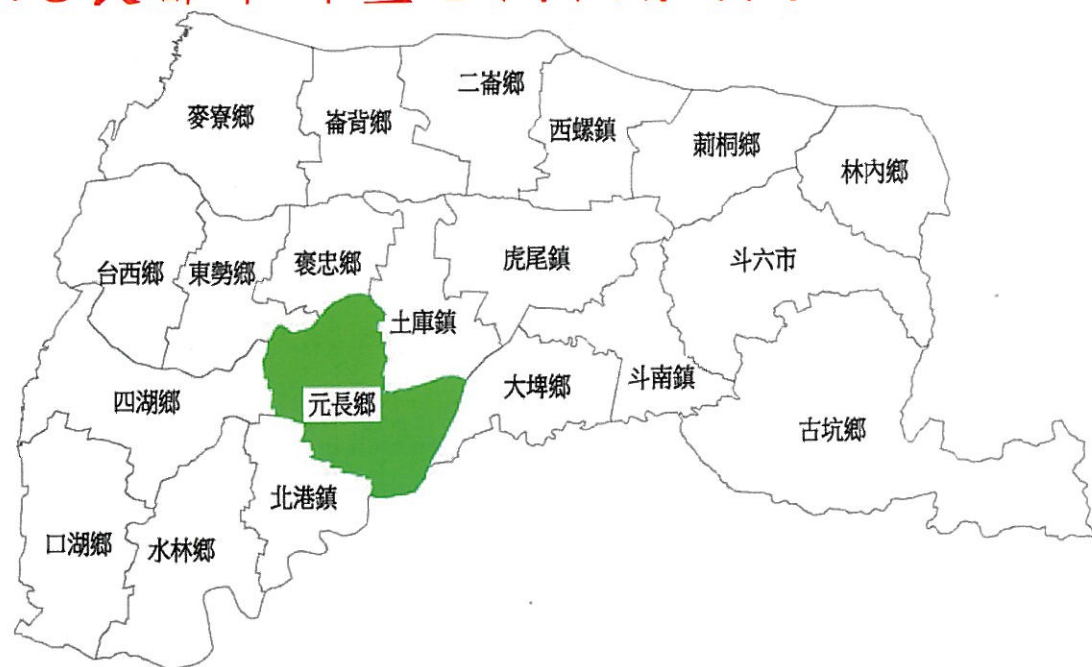 二崙鄉
麥寮鄉
崙背鄉
西螺鎮
莿桐鄉
林內鄉
台西鄉
東勢鄉
褒忠鄉
虎尾鎮
斗六市
土庫鎮
四湖鄉
元長鄉
大埤鄉
斗南鎮
古坑鄉
北港鎮
口湖鄉
水林鄉